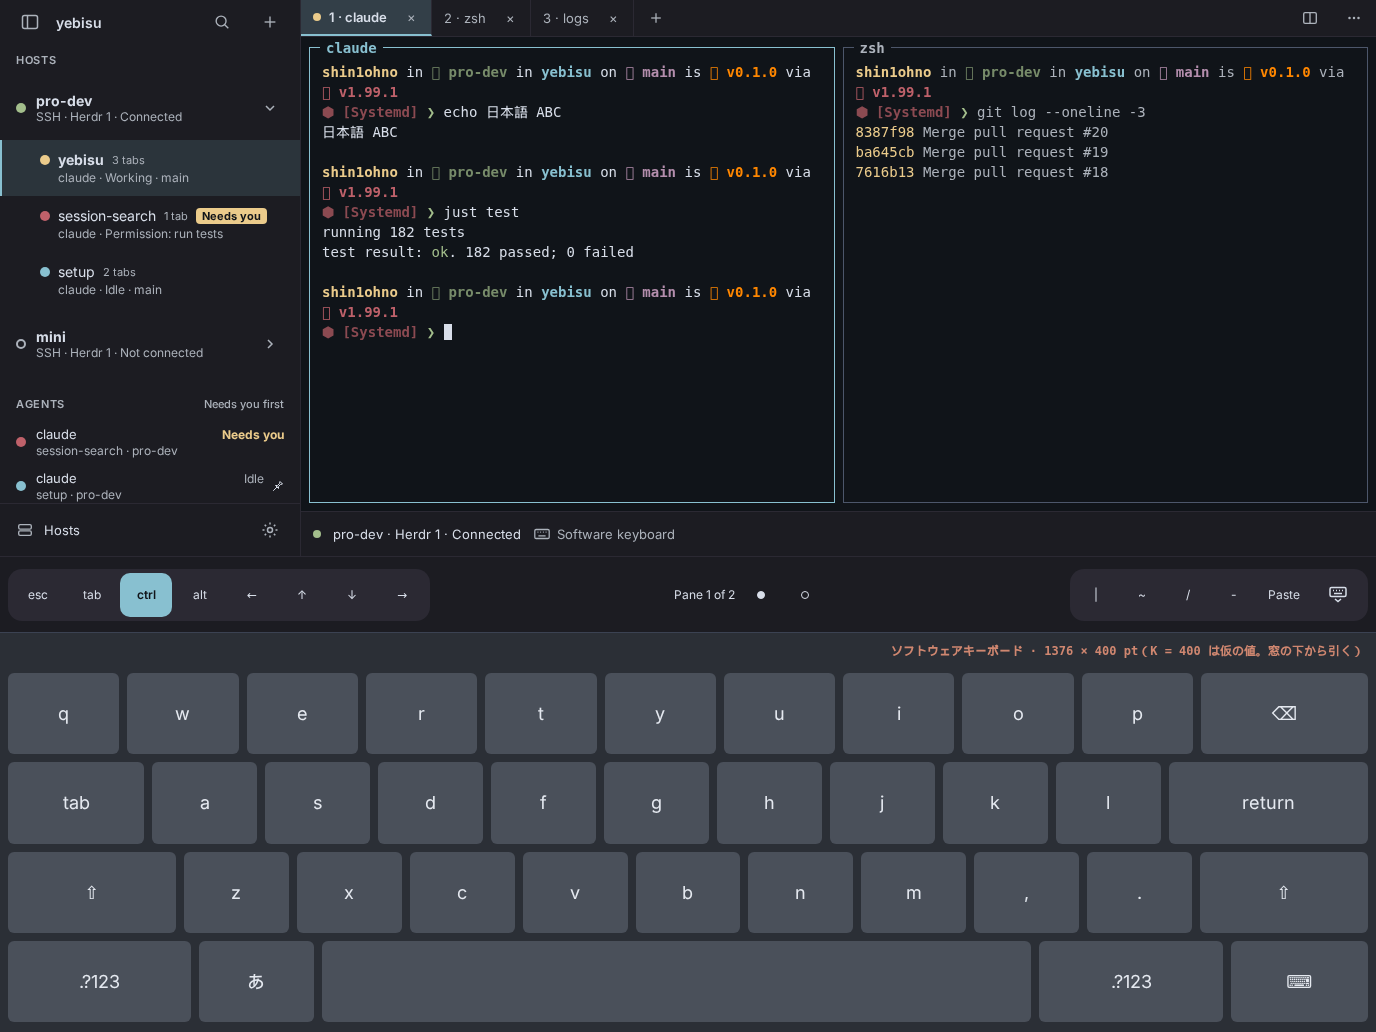 yebisu
HOSTS
pro-dev
SSH · Herdr 1 · Connected
yebisu 3 tabs
claude · Working · main
session-search 1 tab Needs you
claude · Permission: run tests
setup 2 tabs
claude · Idle · main
mini
SSH · Herdr 1 · Not connected
AGENTS Needs you first
claude Needs you
session-search · pro-dev
claude Idle
setup · pro-dev
Hosts
1 · claude ×
2 · zsh ×
3 · logs ×
+
claude
shin1ohno in pro-dev in yebisu on main is v0.1.0 via
v1.99.1
[Systemd] ❯ echo 日本語 ABC
日本語 ABC
shin1ohno in pro-dev in yebisu on main is v0.1.0 via
v1.99.1
[Systemd] ❯ just test
running 182 tests
test result: ok. 182 passed; 0 failed
shin1ohno in pro-dev in yebisu on main is v0.1.0 via
v1.99.1
[Systemd] ❯
zsh
shin1ohno in pro-dev in yebisu on main is v0.1.0 via
v1.99.1
[Systemd] ❯ git log --oneline -3
8387f98 Merge pull request #20
ba645cb Merge pull request #19
7616b13 Merge pull request #18
pro-dev · Herdr 1 · Connected Software keyboard
esc tab ctrl alt ← ↑ ↓ →
Pane 1 of 2
| ~ / - Paste
ソフトウェアキーボード · 1376 × 400 pt（K = 400 は仮の値。窓の下から引く）
q w e r t y u i o p ⌫
tab a s d f g h j k l return
⇧ z x c v b n m , . ⇧
.?123 あ .?123 ⌨